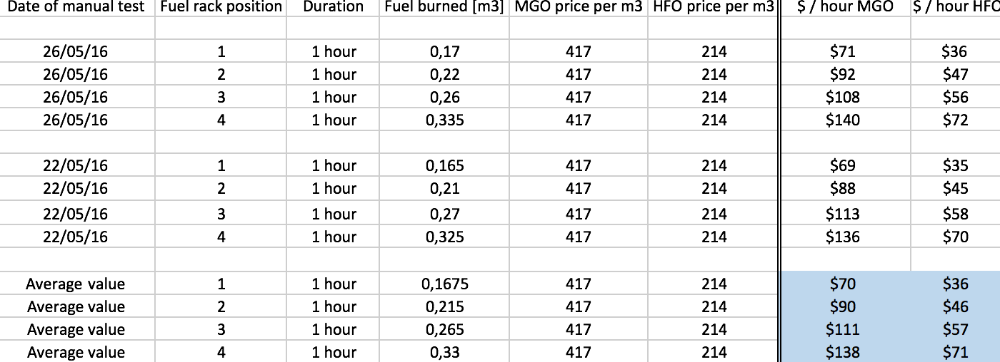 Date of manual test Fuel rack position Duration Fuel burned [m3] MGO price per m3 HFO price per m3 $ / hour MGO $ / hour HFO
26/05/16 1 1 hour 0,17 417 214 $71 $36
26/05/16 2 1 hour 0,22 417 214 $92 $47
26/05/16 3 1 hour 0,26 417 214 $108 $56
26/05/16 4 1 hour 0,335 417 214 $140 $72
22/05/16 1 1 hour 0,165 417 214 $69 $35
22/05/16 2 1 hour 0,21 417 214 $88 $45
22/05/16 3 1 hour 0,27 417 214 $113 $58
22/05/16 4 1 hour 0,325 417 214 $136 $70
Average value 1 1 hour 0,1675 417 214 $70 $36
Average value 2 1 hour 0,215 417 214 $90 $46
Average value 3 1 hour 0,265 417 214 $111 $57
Average value 4 1 hour 0,33 417 214 $138 $71